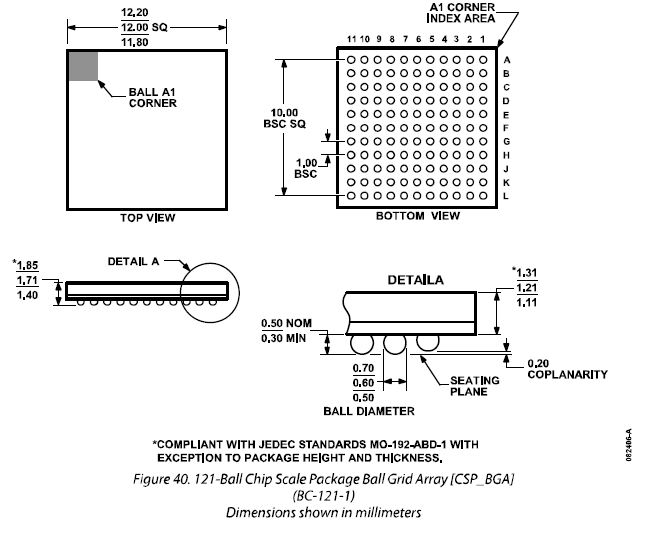 12.20
12.00 SQ
11.80
BALL A1
CORNER
TOP VIEW
A1 CORNER
INDEX AREA
11 10 9 8 7 6 5 4 3 2 1
A
B
C
D
E
F
G
H
J
K
L
10.00
BSC SQ
1.00
BSC
BOTTOM VIEW
DETAIL A
*1.85
1.71
1.40
DETAILA
*1.31
1.21
1.11
0.50 NOM
0.30 MIN
0.70
0.60
0.50
BALL DIAMETER
SEATING
PLANE
0.20
COPLANARITY
*COMPLIANT WITH JEDEC STANDARDS MO-192-ABD-1 WITH
EXCEPTION TO PACKAGE HEIGHT AND THICKNESS.
082406-A
Figure 40. 121-Ball Chip Scale Package Ball Grid Array [CSP_BGA]
(BC-121-1)
Dimensions shown in millimeters